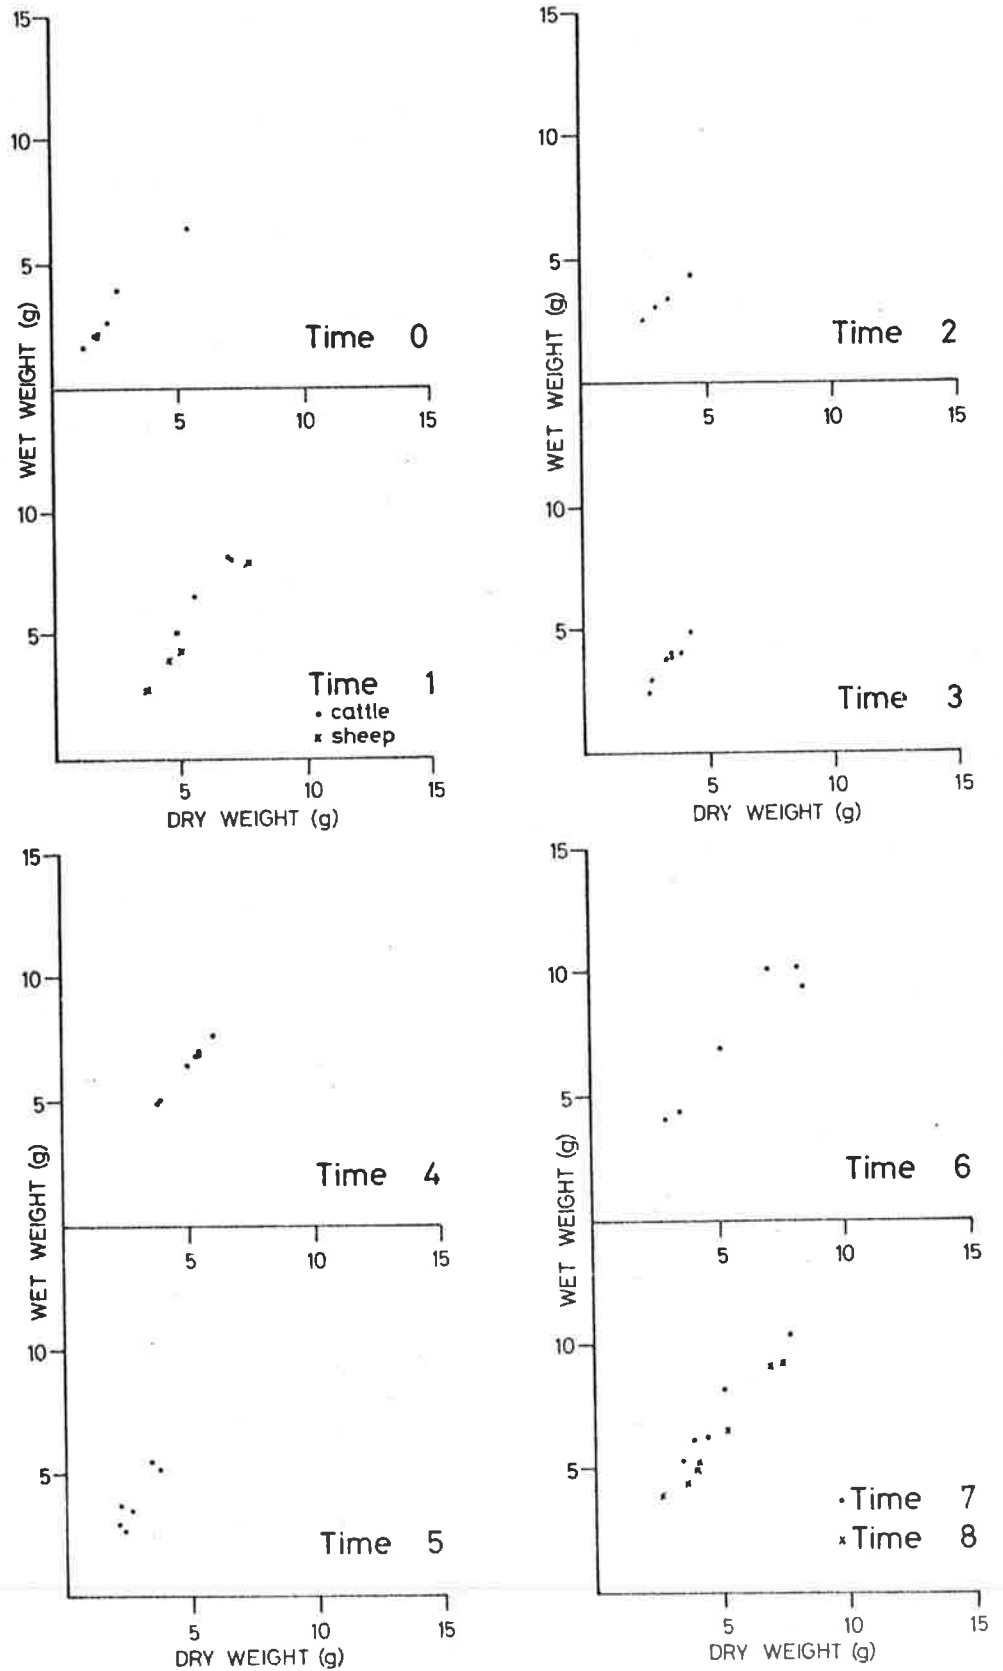 15
10
5
WET WEIGHT (g)
Time 0
5 10 15
10
5
Time 1
• cattle
x sheep
5 10 15
DRY WEIGHT (g)
15
10
5
WET WEIGHT (g)
Time 2
5 10 15
10
5
Time 3
5 10 15
DRY WEIGHT (g)
15
10
5
WET WEIGHT (g)
Time 4
5 10 15
10
5
Time 5
5 10 15
DRY WEIGHT (g)
15
10
5
WET WEIGHT (g)
Time 6
5 10 15
10
5
• Time 7
x Time 8
5 10 15
DRY WEIGHT (g)